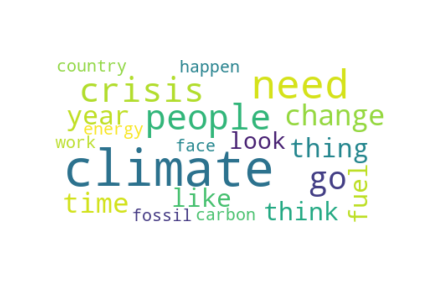 country happen
crisis need
year people change
energy
work face look thing
climate go
time like fuel
fossil carbon think